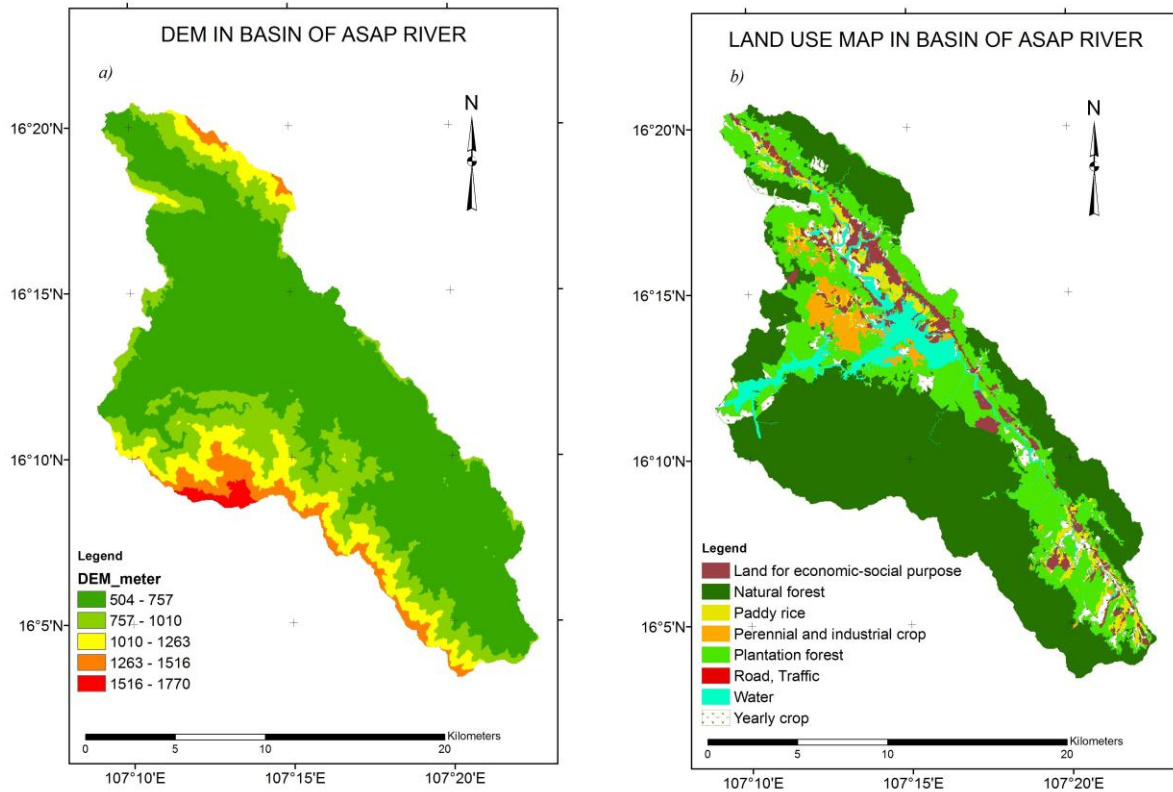 DEM IN BASIN OF ASAP RIVER
a)
N
16°20'N
16°15'N
16°10'N
16°5'N
Legend
DEM_meter
504 - 757
757 - 1010
1010 - 1263
1263 - 1516
1516 - 1770
Kilometers
0 5 10 20
107°10'E 107°15'E 107°20'E
LAND USE MAP IN BASIN OF ASAP RIVER
b)
N
16°20'N
16°15'N
16°10'N
16°5'N
Legend
Land for economic-social purpose
Natural forest
Paddy rice
Perennial and industrial crop
Plantation forest
Road, Traffic
Water
Yearly crop
Kilometers
0 5 10 20
107°10'E 107°15'E 107°20'E